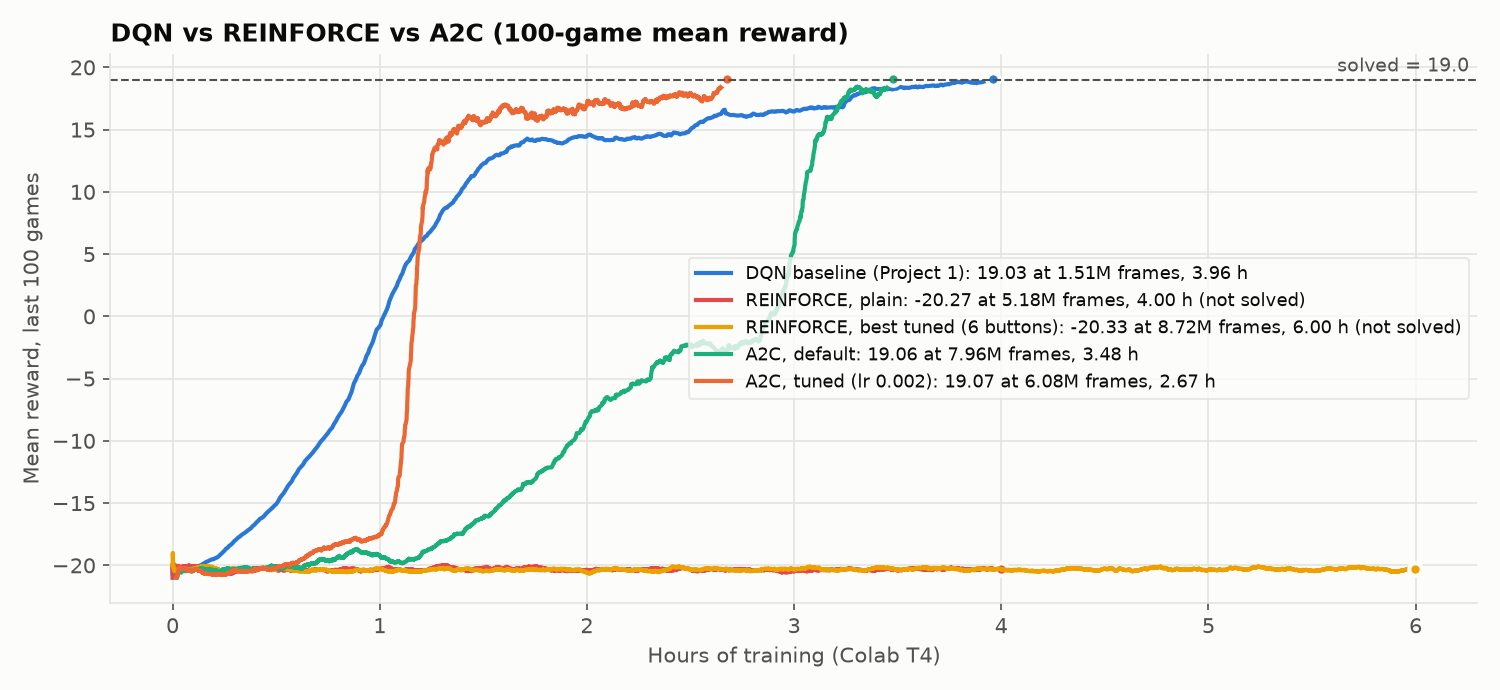 DQN vs REINFORCE vs A2C (100-game mean reward)
solved = 19.0
Mean reward, last 100 games
20
15
10
5
0
−5
−10
−15
−20
DQN baseline (Project 1): 19.03 at 1.51M frames, 3.96 h
REINFORCE, plain: -20.27 at 5.18M frames, 4.00 h (not solved)
REINFORCE, best tuned (6 buttons): -20.33 at 8.72M frames, 6.00 h (not solved)
A2C, default: 19.06 at 7.96M frames, 3.48 h
A2C, tuned (lr 0.002): 19.07 at 6.08M frames, 2.67 h
0 1 2 3 4 5 6
Hours of training (Colab T4)